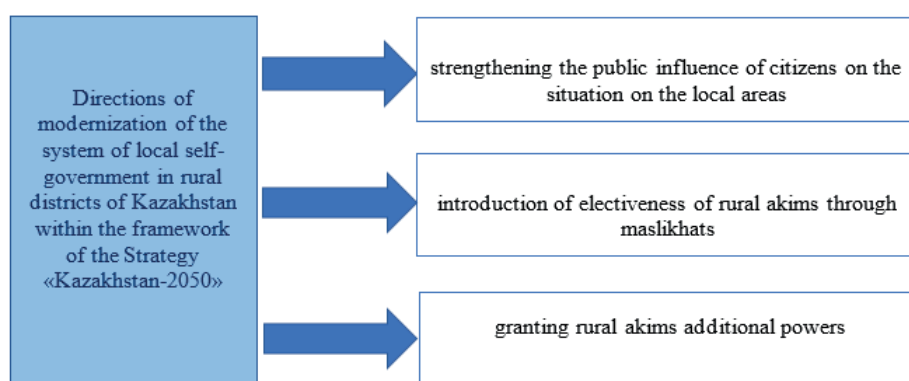 Directions of
modernization of the
system of local self-
government in rural
districts of Kazakhstan
within the framework
of the Strategy
«Kazakhstan-2050»
strengthening the public influence of citizens on the
situation on the local areas
introduction of electiveness of rural akims through
maslikhats
granting rural akims additional powers